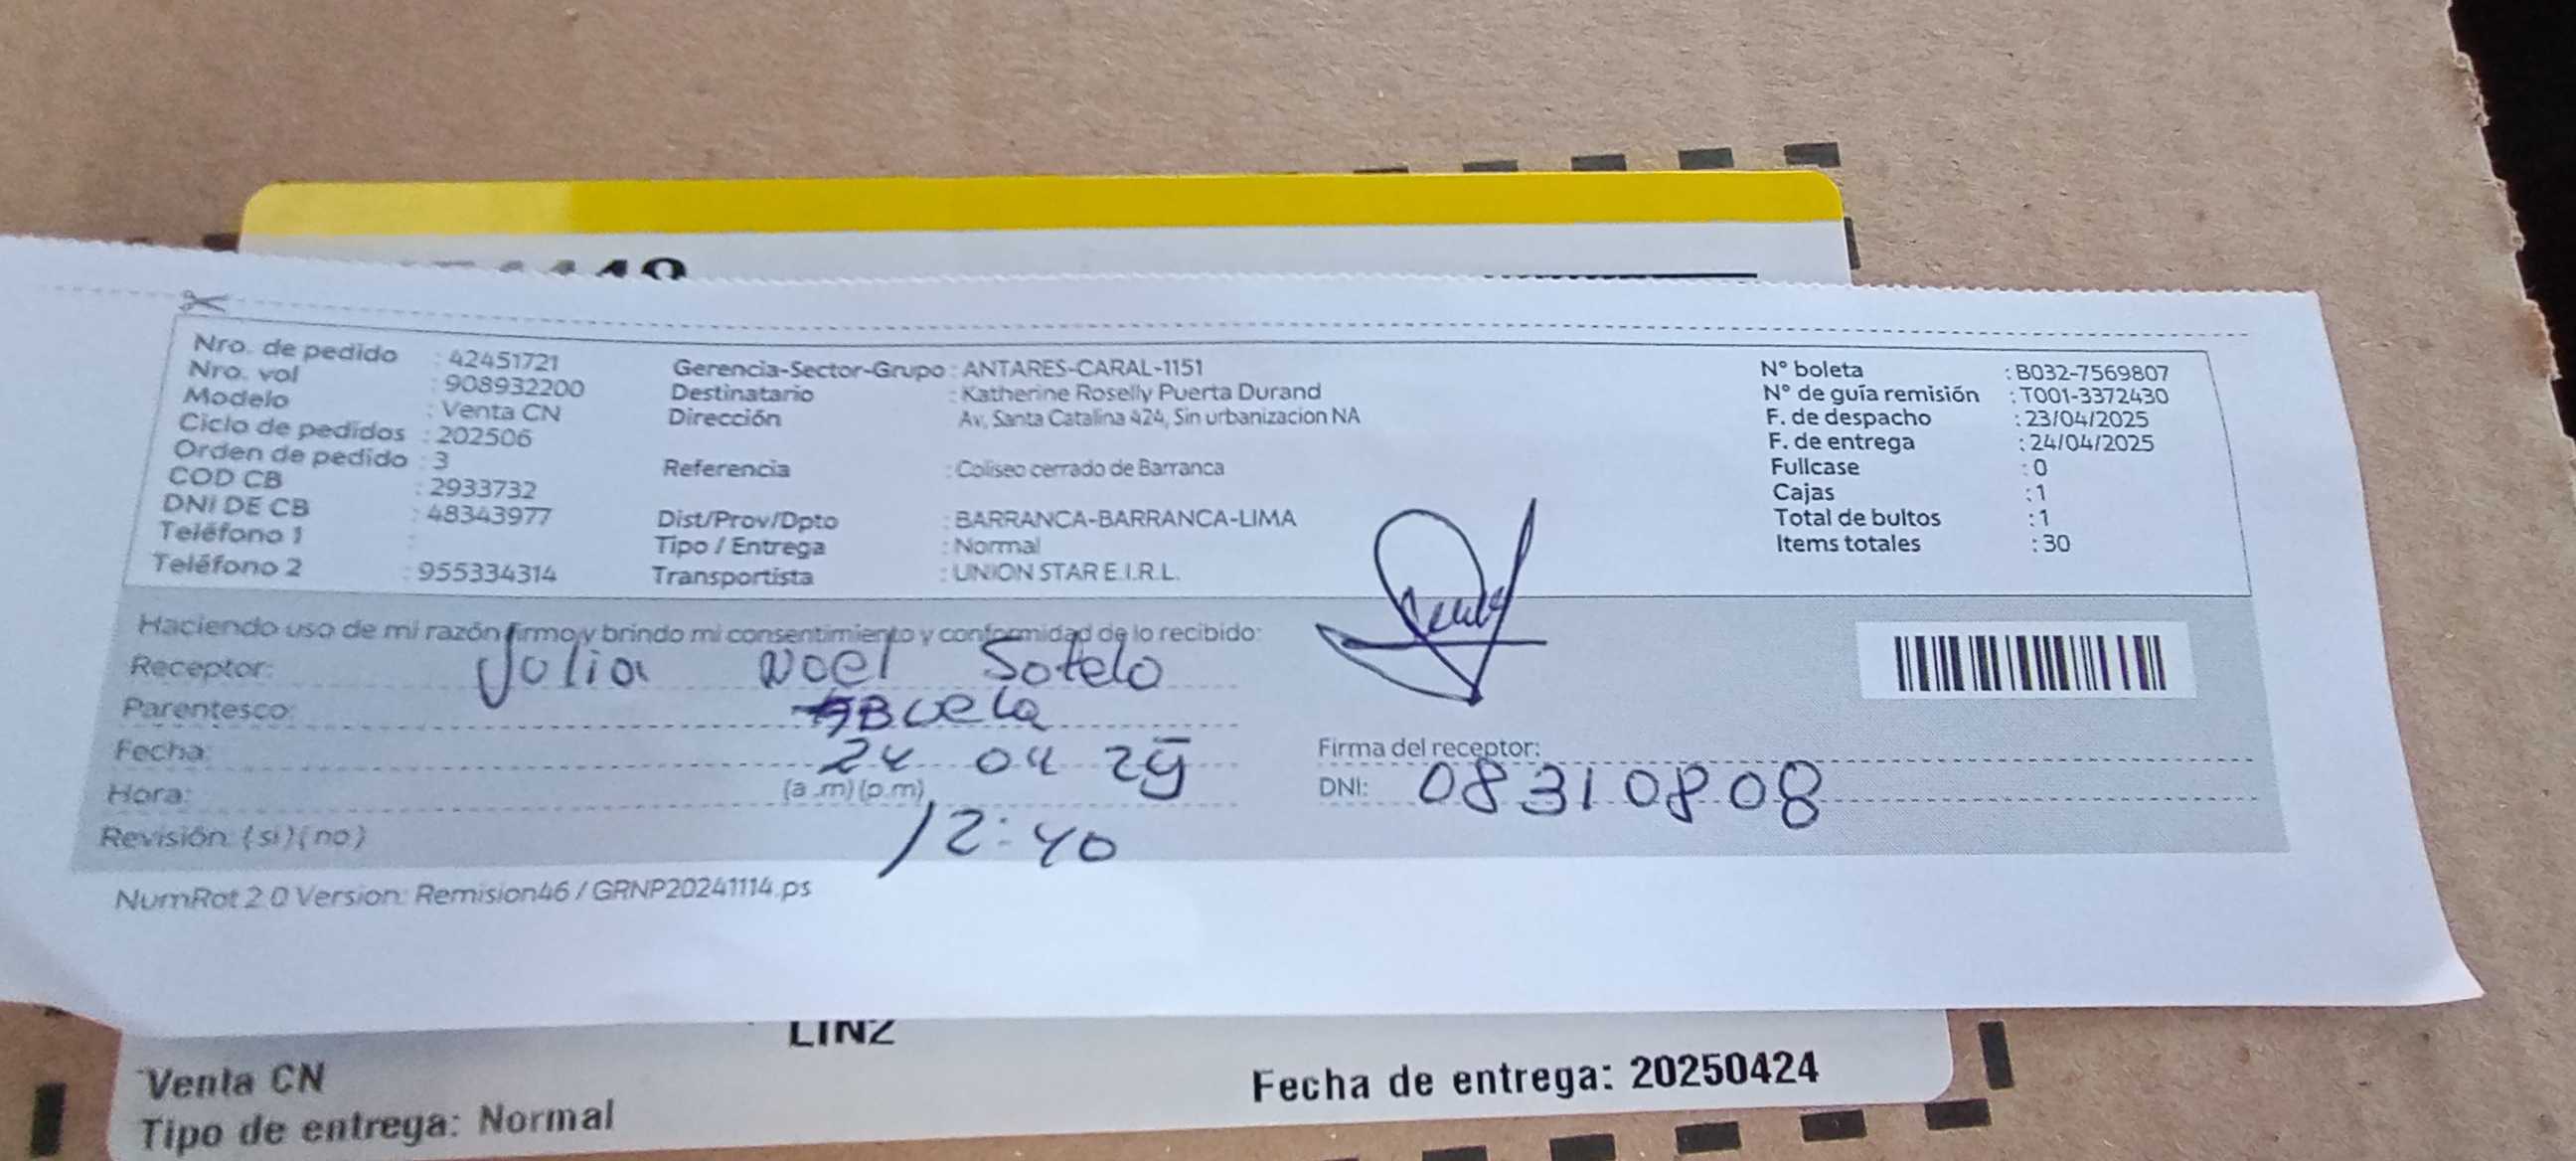 Nro. de pedido : 42451721
Nro. vol : 908932200
Modelo : Venta CN
Ciclo de pedidos : 202506
Orden de pedido : 3
COD CB : 2933732
DNI DE CB : 48343977
Teléfono 1 :
Teléfono 2 : 955334314
Gerencia-Sector-Grupo : ANTARES-CARAL-1151
Destinatario : Katherine Roselly Puerta Durand
Dirección Av. Santa Catalina 424, Sin urbanizacion NA
Referencia : Coliseo cerrado de Barranca
Dist/Prov/Dpto : BARRANCA-BARRANCA-LIMA
Tipo / Entrega : Normal
Transportista : UNION STAR E.I.R.L.
N° boleta : B032-7569807
N° de guía remisión : T001-3372430
F. de despacho : 23/04/2025
F. de entrega : 24/04/2025
Fullcase : 0
Cajas : 1
Total de bultos : 1
Items totales : 30
Haciendo uso de mi razón firmo y brindo mi consentimiento y conformidad de lo recibido:
Receptor: Julia Noel Sotelo
Parentesco: ABuela
Fecha: 24 04 25
Hora: (a .m) (p.m) 12:40
Revisión: (si) (no)
Firma del receptor:
DNI: 08310808
NumRot 2.0 Version: Remision46 / GRNP20241114.ps
Venta CN
Tipo de entrega: Normal
Fecha de entrega: 20250424